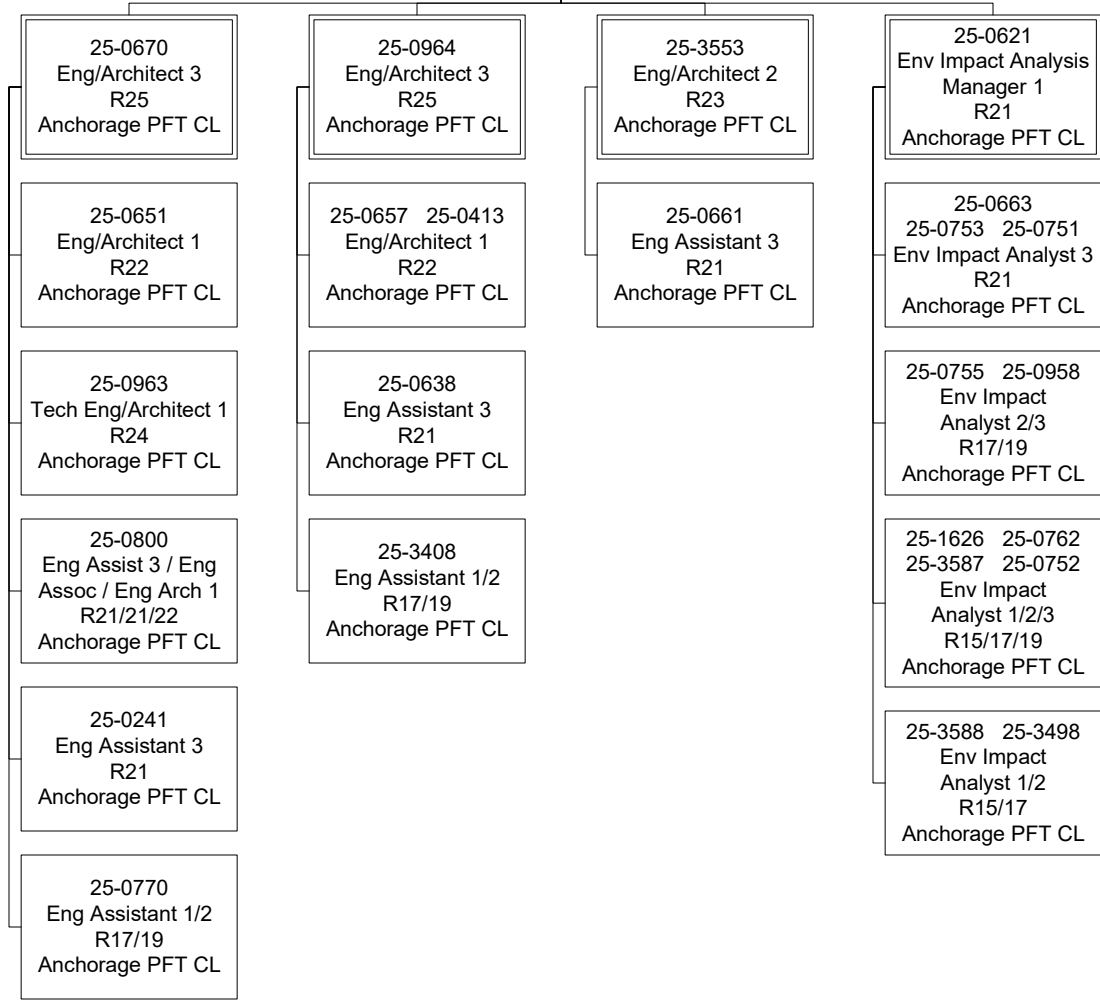 25-0670
Eng/Architect 3
R25
Anchorage PFT CL
25-0651
Eng/Architect 1
R22
Anchorage PFT CL
25-0963
Tech Eng/Architect 1
R24
Anchorage PFT CL
25-0800
Eng Assist 3 / Eng
Assoc / Eng Arch 1
R21/21/22
Anchorage PFT CL
25-0241
Eng Assistant 3
R21
Anchorage PFT CL
25-0770
Eng Assistant 1/2
R17/19
Anchorage PFT CL
25-0964
Eng/Architect 3
R25
Anchorage PFT CL
25-0657 25-0413
Eng/Architect 1
R22
Anchorage PFT CL
25-0638
Eng Assistant 3
R21
Anchorage PFT CL
25-3408
Eng Assistant 1/2
R17/19
Anchorage PFT CL
25-3553
Eng/Architect 2
R23
Anchorage PFT CL
25-0661
Eng Assistant 3
R21
Anchorage PFT CL
25-0621
Env Impact Analysis
Manager 1
R21
Anchorage PFT CL
25-0663
25-0753 25-0751
Env Impact Analyst 3
R21
Anchorage PFT CL
25-0755 25-0958
Env Impact
Analyst 2/3
R17/19
Anchorage PFT CL
25-1626 25-0762
25-3587 25-0752
Env Impact
Analyst 1/2/3
R15/17/19
Anchorage PFT CL
25-3588 25-3498
Env Impact
Analyst 1/2
R15/17
Anchorage PFT CL